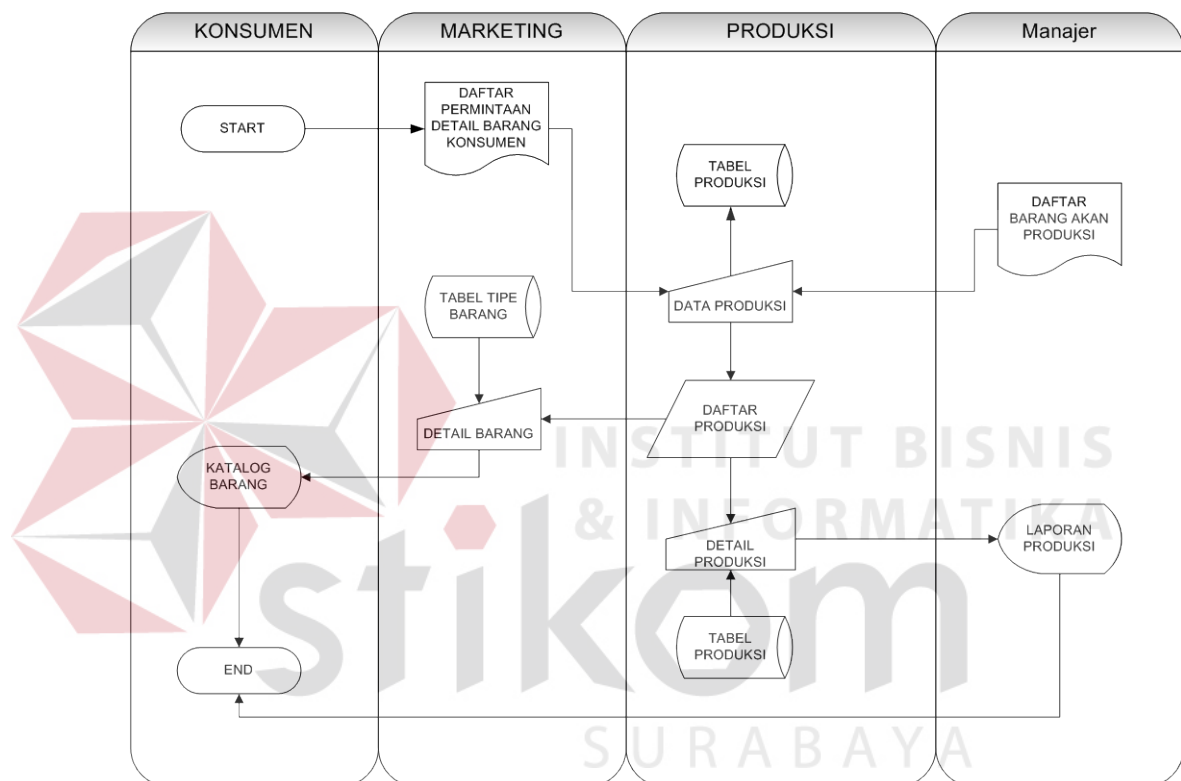 KONSUMEN
MARKETING
PRODUKSI
Manajer
START
DAFTAR
PERMINTAAN
DETAIL BARANG
KONSUMEN
TABEL
PRODUKSI
DAFTAR
BARANG AKAN
PRODUKSI
TABEL TIPE
BARANG
DATA PRODUKSI
DETAIL BARANG
DAFTAR
PRODUKSI
KATALOG
BARANG
DETAIL
PRODUKSI
LAPORAN
PRODUKSI
TABEL
PRODUKSI
END
INSTITUT BISNIS
& INFORMATIKA
stikom
SURABAYA